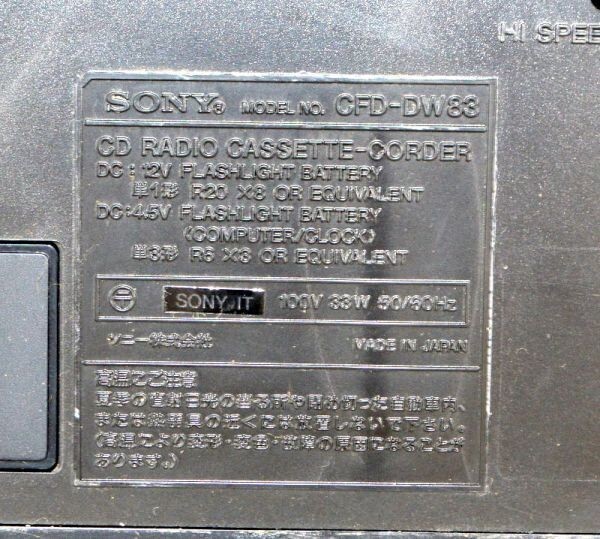 HI SPEE
SONY® MODEL NO. CFD-DW83
CD RADIO CASSETTE-CORDER
DC : 12V FLASHLIGHT BATTERY
単1形 R20 ×8 OR EQUIVALENT
DC:4.5V FLASHLIGHT BATTERY
(COMPUTER/CLOCK)
単3形 R6 ×3 OR EQUIVALENT
SONY.IT 100V 33W 50/60Hz
ソニー株式会社 MADE IN JAPAN
高温にご注意
夏季の直射日光の当る所や閉め切った自動車内、
または熱器具の近くには放置しないで下さい。
(高温により変形・変色・故障の原因になることが
あります。)